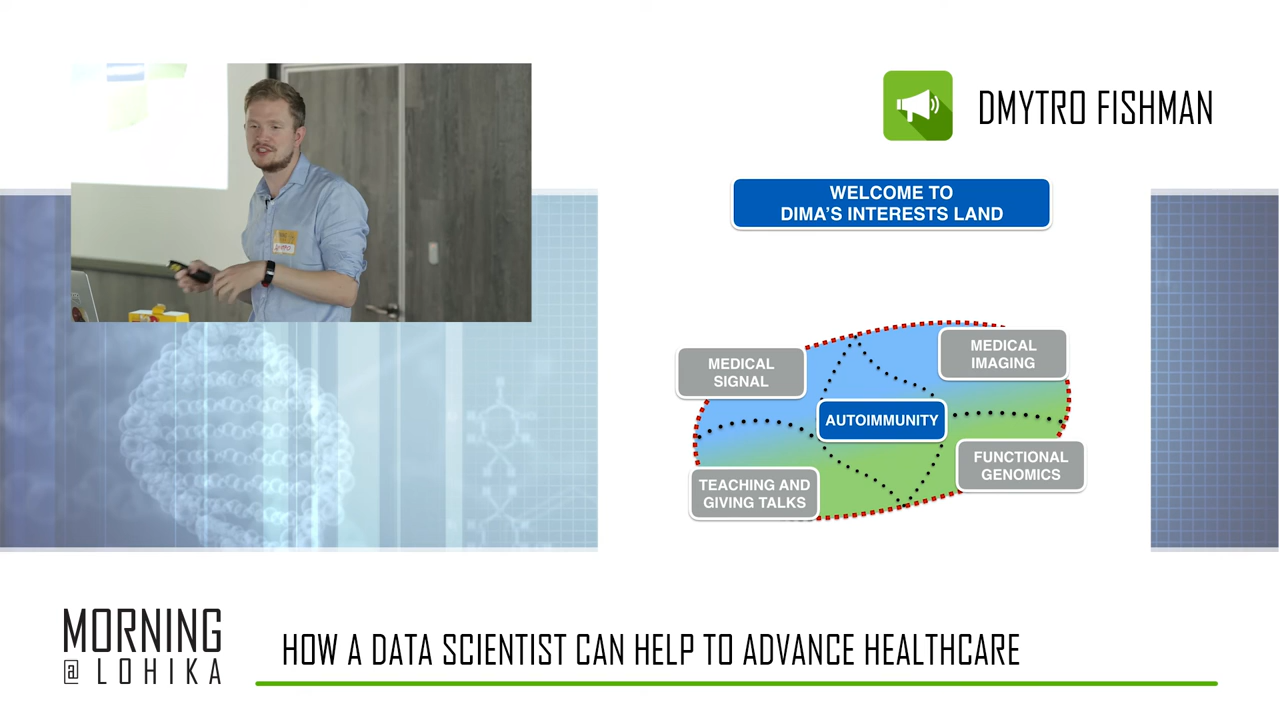 DMYTRO FISHMAN
WELCOME TO
DIMA'S INTERESTS LAND
MEDICAL
SIGNAL
MEDICAL
IMAGING
AUTOIMMUNITY
TEACHING AND
GIVING TALKS
FUNCTIONAL
GENOMICS
MORNING
@ LOHIKA
HOW A DATA SCIENTIST CAN HELP TO ADVANCE HEALTHCARE